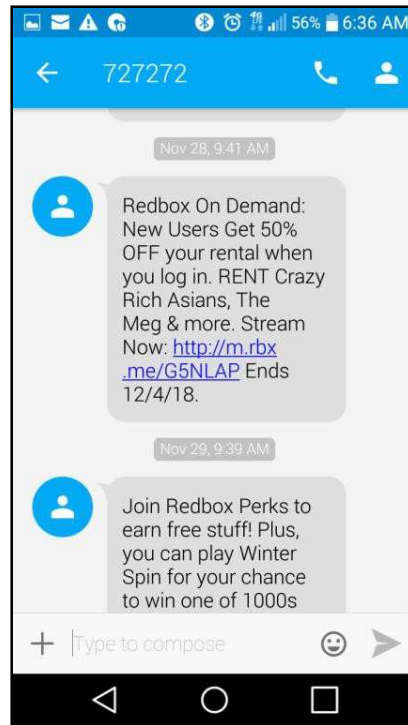 56% 6:36 AM
727272
Nov 28, 9:41 AM
Redbox On Demand:
New Users Get 50%
OFF your rental when
you log in. RENT Crazy
Rich Asians, The
Meg & more. Stream
Now: http://m.rbx
.me/G5NLAP Ends
12/4/18.
Nov 29, 9:39 AM
Join Redbox Perks to
earn free stuff! Plus,
you can play Winter
Spin for your chance
to win one of 1000s
Type to compose